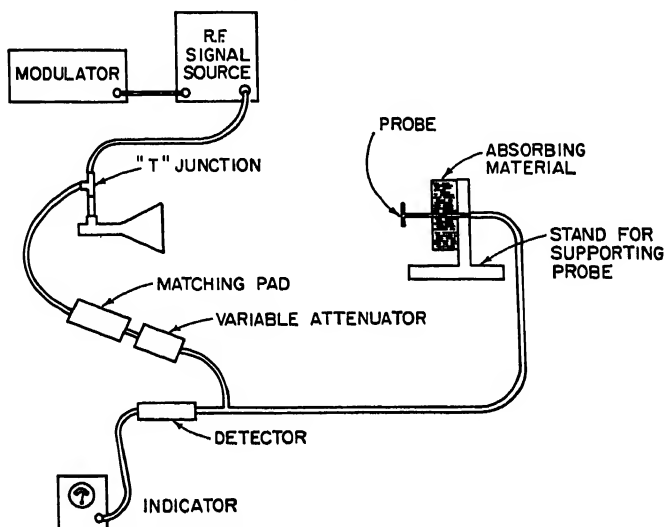 R.F.
SIGNAL
SOURCE
MODULATOR
PROBE
ABSORBING
MATERIAL
"T" JUNCTION
STAND FOR
SUPPORTING
PROBE
MATCHING PAD
VARIABLE ATTENUATOR
DETECTOR
INDICATOR